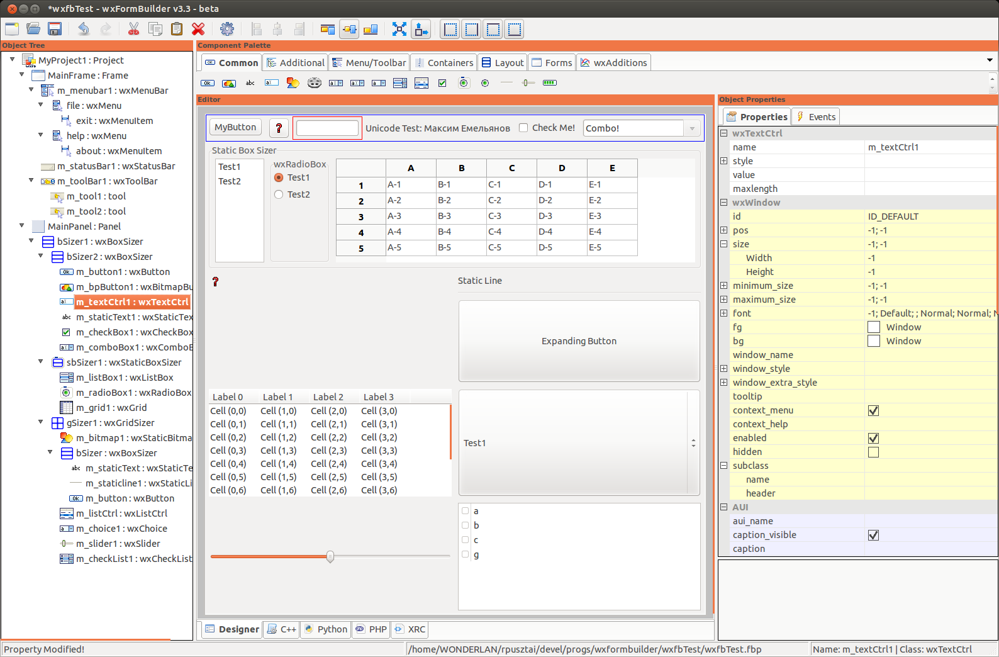 *wxfbTest - wxFormBuilder v3.3 - beta
Object Tree
MyProject1 : Project
MainFrame : Frame
m_menubar1 : wxMenuBar
file : wxMenu
exit : wxMenuItem
help : wxMenu
about : wxMenuItem
m_statusBar1 : wxStatusBar
m_toolBar1 : wxToolBar
m_tool1 : tool
m_tool2 : tool
MainPanel : Panel
bSizer1 : wxBoxSizer
bSizer2 : wxBoxSizer
m_button1 : wxButton
m_bpButton1 : wxBitmapBu
m_textCtrl1 : wxTextCtrl
m_staticText1 : wxStaticTex
m_checkBox1 : wxCheckBox
m_comboBox1 : wxComboB
sbSizer1 : wxStaticBoxSizer
m_listBox1 : wxListBox
m_radioBox1 : wxRadioBox
m_grid1 : wxGrid
gSizer1 : wxGridSizer
m_bitmap1 : wxStaticBitma
bSizer : wxBoxSizer
m_staticText : wxStaticTe
m_staticline1 : wxStaticLi
m_button : wxButton
m_listCtrl : wxListCtrl
m_choice1 : wxChoice
m_slider1 : wxSlider
m_checkList1 : wxCheckList
Component Palette
Common Additional Menu/Toolbar Containers Layout Forms wxAdditions
Editor
MyButton ? Unicode Test: Максим Емельянов Check Me! Combo!
Static Box Sizer
Test1
Test2
wxRadioBox
Test1
Test2
A B C D E
1 A-1 B-1 C-1 D-1 E-1
2 A-2 B-2 C-2 D-2 E-2
3 A-3 B-3 C-3 D-3 E-3
4 A-4 B-4 C-4 D-4 E-4
5 A-5 B-5 C-5 D-5 E-5
?
Static Line
Expanding Button
Label 0 Label 1 Label 2 Label 3
Cell (0,0) Cell (1,0) Cell (2,0) Cell (3,0)
Cell (0,1) Cell (1,1) Cell (2,1) Cell (3,1)
Cell (0,2) Cell (1,2) Cell (2,2) Cell (3,2)
Cell (0,3) Cell (1,3) Cell (2,3) Cell (3,3)
Cell (0,4) Cell (1,4) Cell (2,4) Cell (3,4)
Cell (0,5) Cell (1,5) Cell (2,5) Cell (3,5)
Cell (0,6) Cell (1,6) Cell (2,6) Cell (3,6)
Test1
a
b
c
g
Designer C++ Python PHP XRC
Object Properties
Properties Events
wxTextCtrl
name m_textCtrl1
style
value
maxlength
wxWindow
id ID_DEFAULT
pos -1; -1
size -1; -1
Width -1
Height -1
minimum_size -1; -1
maximum_size -1; -1
font -1; Default; ; Normal; Normal; N
fg Window
bg Window
window_name
window_style
window_extra_style
tooltip
context_menu
context_help
enabled
hidden
subclass
name
header
AUI
aui_name
caption_visible
caption
Property Modified!
/home/WONDERLAN/rpusztai/devel/progs/wxformbuilder/wxfbTest/wxfbTest.fbp
Name: m_textCtrl1 | Class: wxTextCtrl